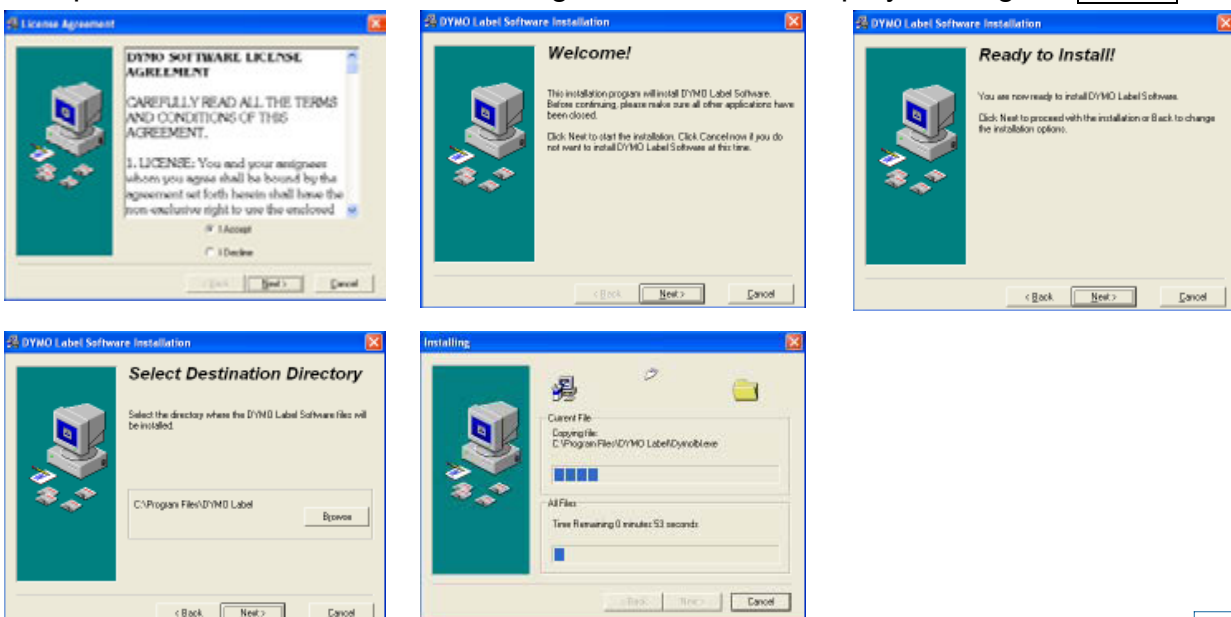 License Agreement
DYMO SOFTWARE LICENSE
AGREEMENT
CAREFULLY READ ALL THE TERMS
AND CONDITIONS OF THIS
AGREEMENT.
1. LICENSE: You and your assignees
whom you agree shall be bound by the
agreement set forth herein shall have the
non-exclusive right to use the enclosed
I Accept
I Decline
< Back Next > Cancel
DYMO Label Software Installation
Welcome!
This installation program will install DYMO Label Software.
Before continuing, please make sure all other applications have
been closed.
Click Next to start the installation. Click Cancel now if you do
not want to install DYMO Label Software at this time.
< Back Next > Cancel
DYMO Label Software Installation
Ready to Install!
You are now ready to install DYMO Label Software.
Click Next to proceed with the installation or Back to change
the installation options.
< Back Next > Cancel
DYMO Label Software Installation
Select Destination Directory
Select the directory where the DYMO Label Software files will
be installed.
C:\Program Files\DYMO Label
Browse
< Back Next > Cancel
Installing
Current File
Copying file:
C:\Program Files\DYMO Label\Dymolbl.exe
All Files
Time Remaining 0 minutes 53 seconds
< Back Next > Cancel